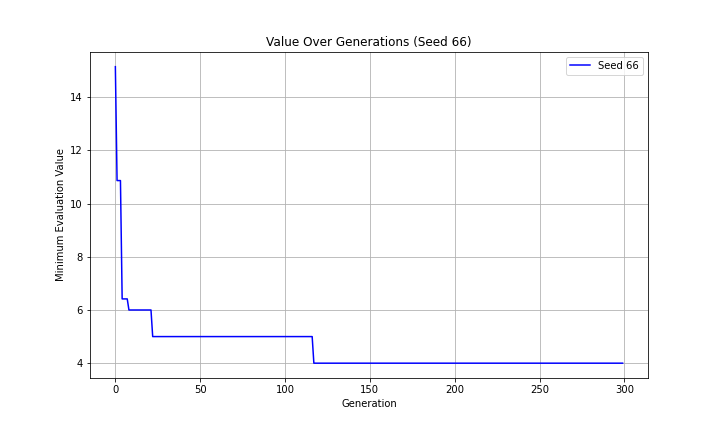 Value Over Generations (Seed 66)
Seed 66
Minimum Evaluation Value
14
12
10
8
6
4
0 50 100 150 200 250 300
Generation